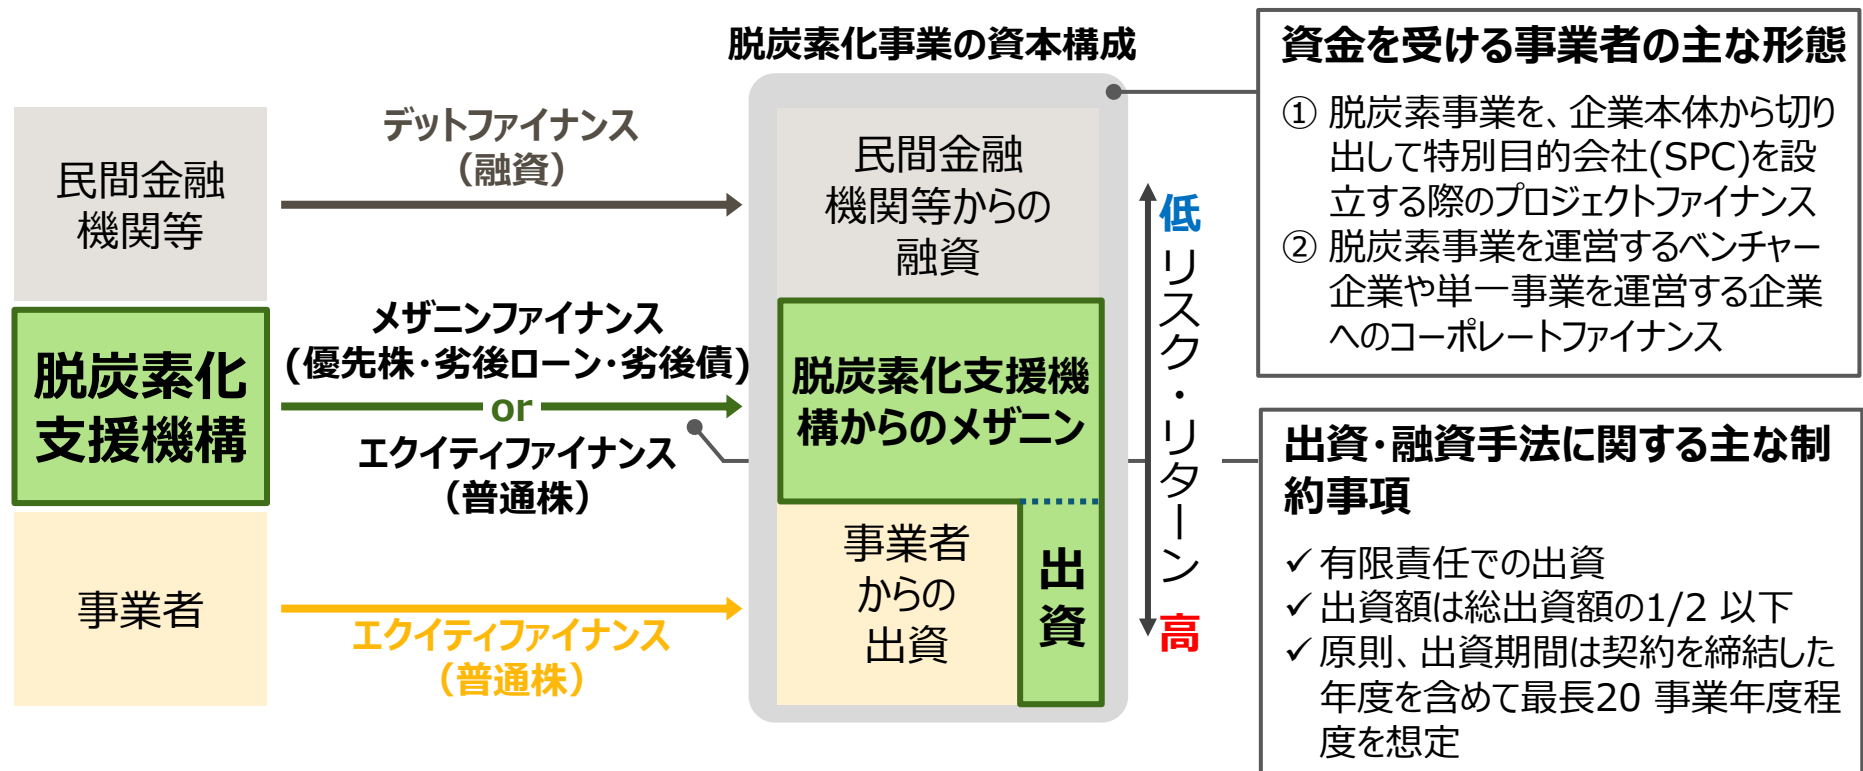 脱炭素化事業の資本構成
民間金融
機関等
デットファイナンス
(融資)
民間金融
機関等からの
融資
脱炭素化
支援機構
メザニンファイナンス
(優先株・劣後ローン・劣後債)
or
エクイティファイナンス
(普通株)
脱炭素化支援機
構からのメザニン
事業者
エクイティファイナンス
(普通株)
事業者
からの
出資
出資
低
リスク・リターン
高
資金を受ける事業者の主な形態
① 脱炭素事業を、企業本体から切り
出して特別目的会社(SPC)を設
立する際のプロジェクトファイナンス
② 脱炭素事業を運営するベンチャー
企業や単一事業を運営する企業
へのコーポレートファイナンス
出資・融資手法に関する主な制
約事項
✓ 有限責任での出資
✓ 出資額は総出資額の1/2 以下
✓ 原則、出資期間は契約を締結した
年度を含めて最長20 事業年度程
度を想定